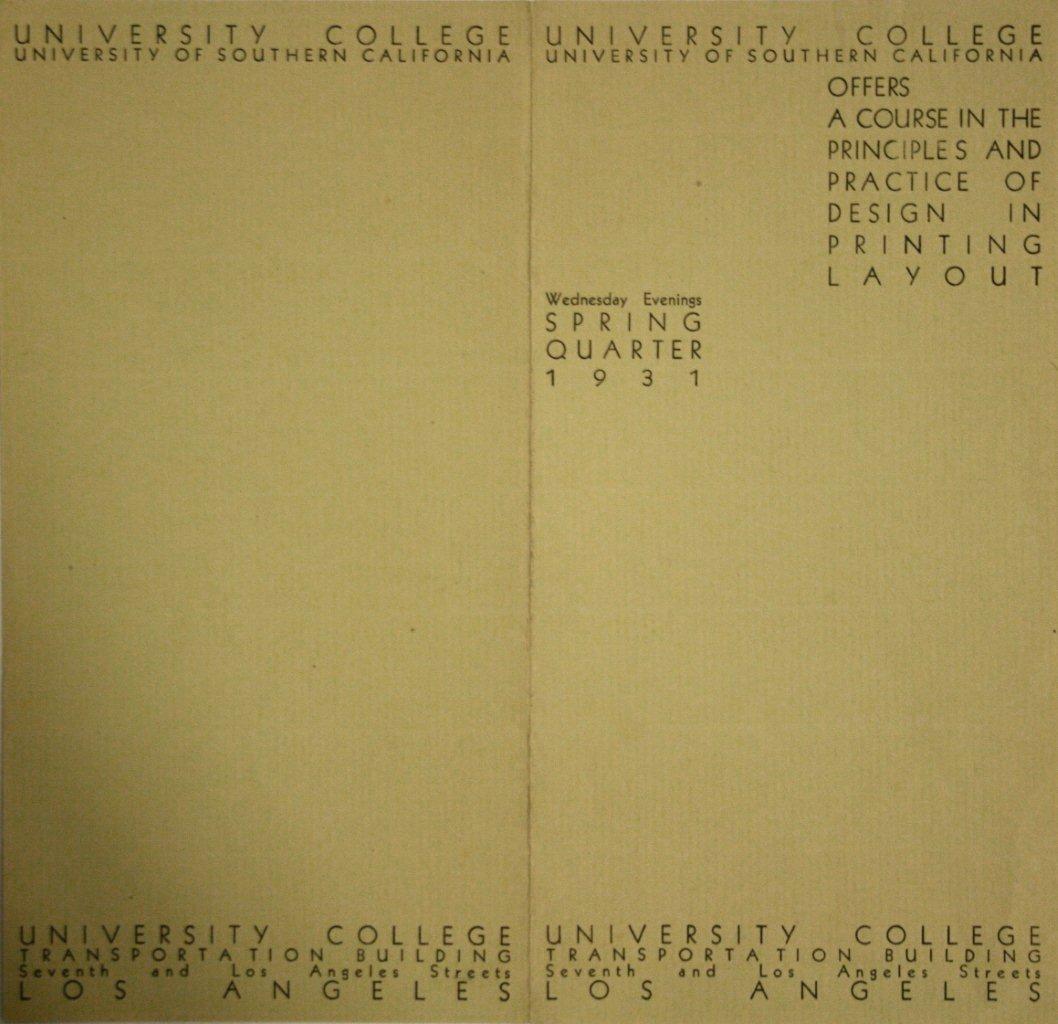 UNIVERSITY COLLEGE
UNIVERSITY OF SOUTHERN CALIFORNIA
UNIVERSITY COLLEGE
TRANSPORTATION BUILDING
Seventh and Los Angeles Streets
LOS ANGELES
UNIVERSITY COLLEGE
UNIVERSITY OF SOUTHERN CALIFORNIA
OFFERS
A COURSE IN THE
PRINCIPLES AND
PRACTICE OF
DESIGN IN
PRINTING
LAYOUT
Wednesday Evenings
SPRING
QUARTER
1931
UNIVERSITY COLLEGE
TRANSPORTATION BUILDING
Seventh and Los Angeles Streets
LOS ANGELES